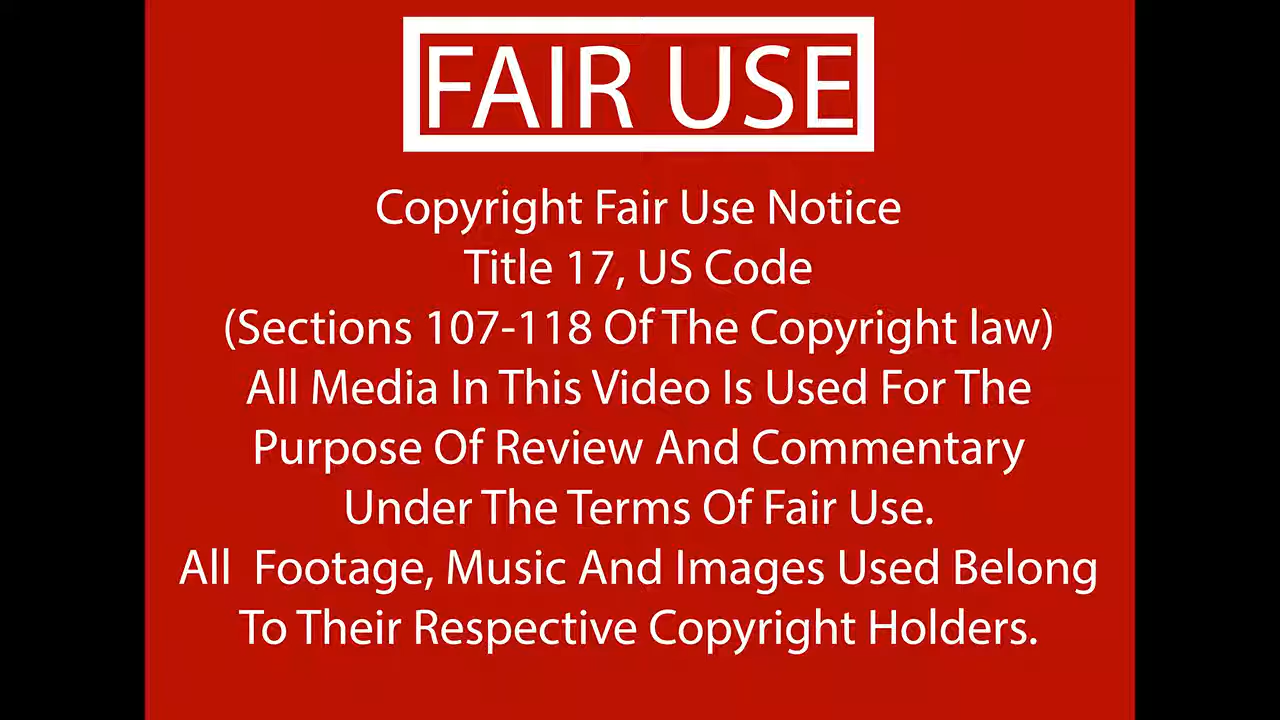 FAIR USE
Copyright Fair Use Notice
Title 17, US Code
(Sections 107-118 Of The Copyright law)
All Media In This Video Is Used For The
Purpose Of Review And Commentary
Under The Terms Of Fair Use.
All  Footage, Music And Images Used Belong
To Their Respective Copyright Holders.